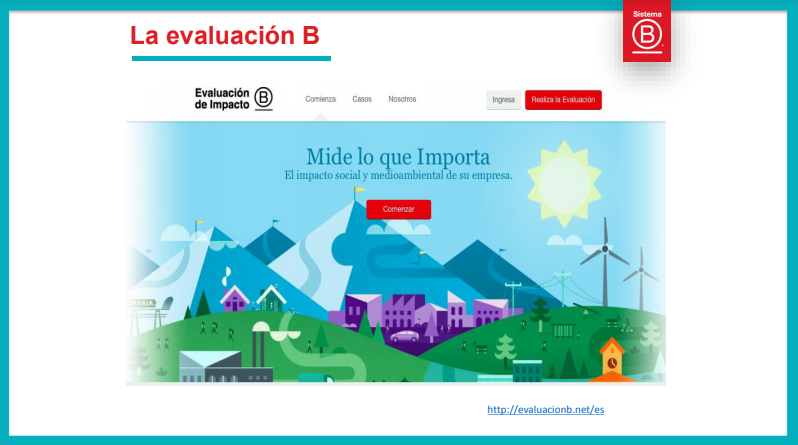 La evaluación B
Sistema
B
Evaluación
de Impacto B
Comienza Casos Nosotros Ingresa Realiza la Evaluación
Mide lo que Importa
El impacto social y medioambiental de su empresa.
Comenzar
http://evaluacionb.net/es